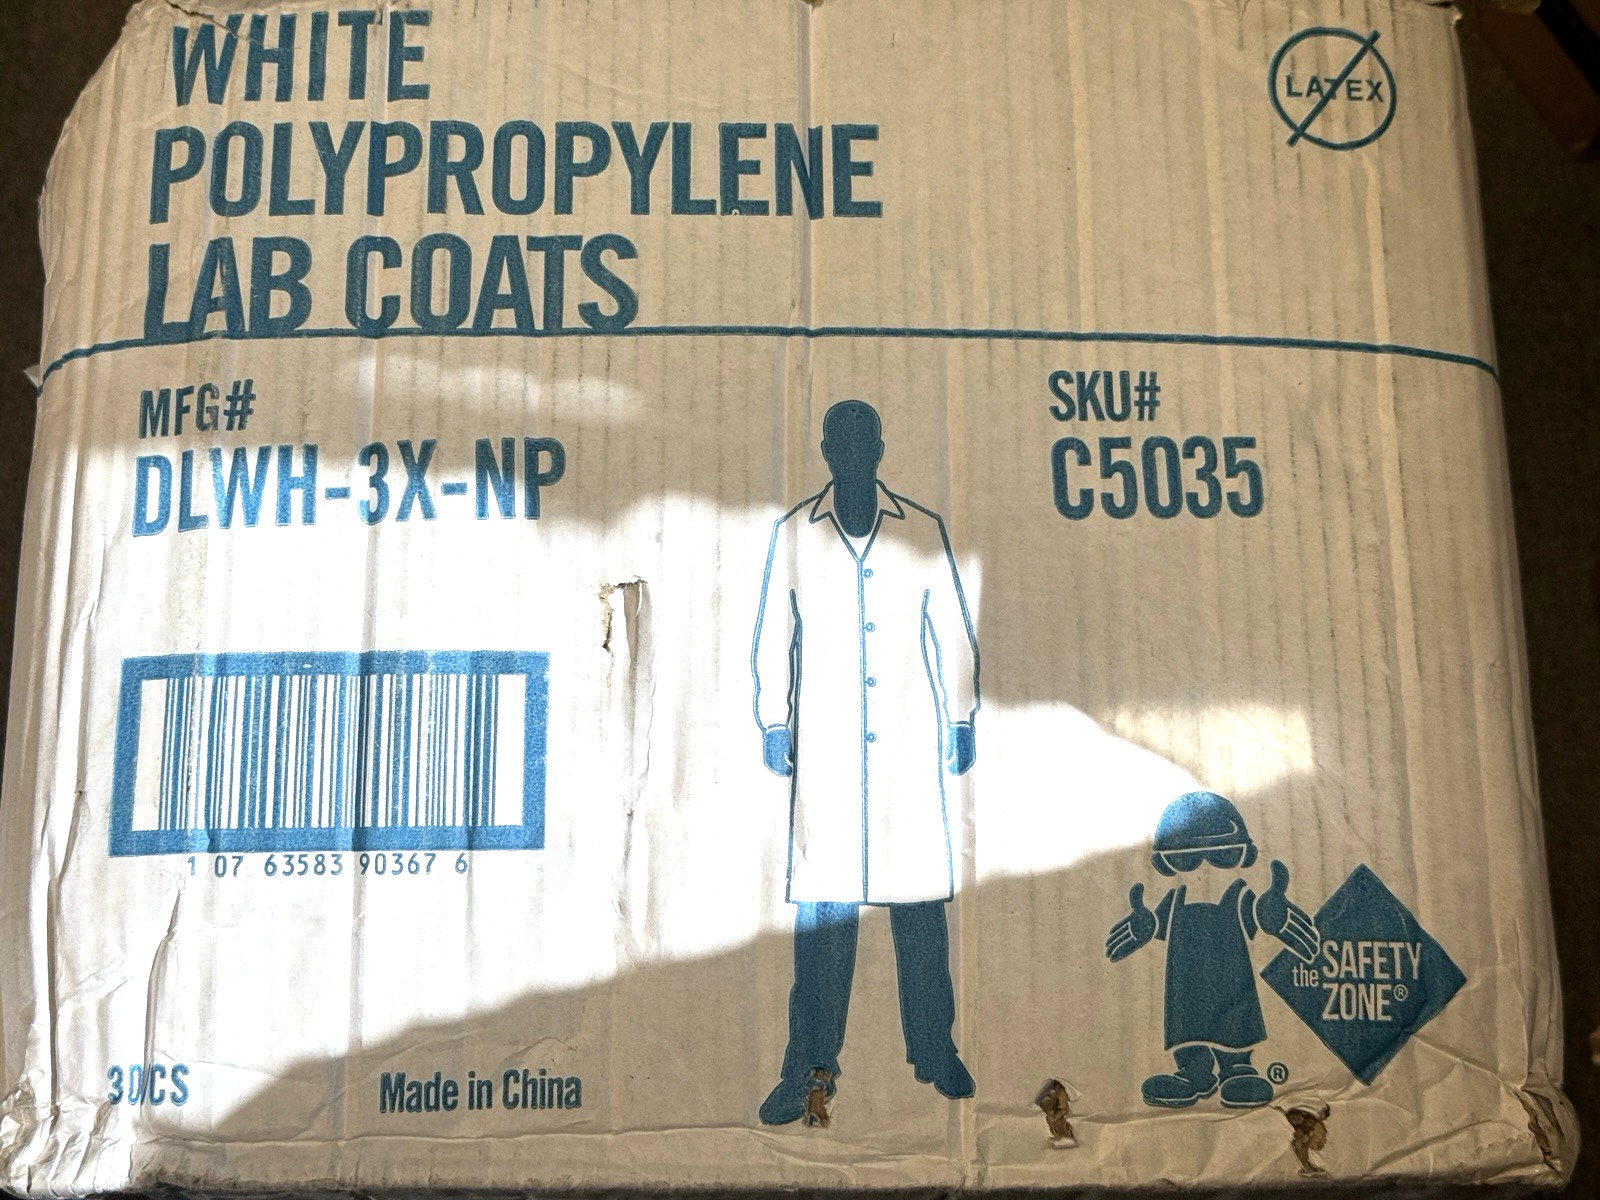 WHITE
POLYPROPYLENE
LAB COATS
LATEX
MFG#
DLWH-3X-NP
SKU#
C5035
1 07 63583 90367 6
the SAFETY
ZONE®
®
30/CS
Made in China